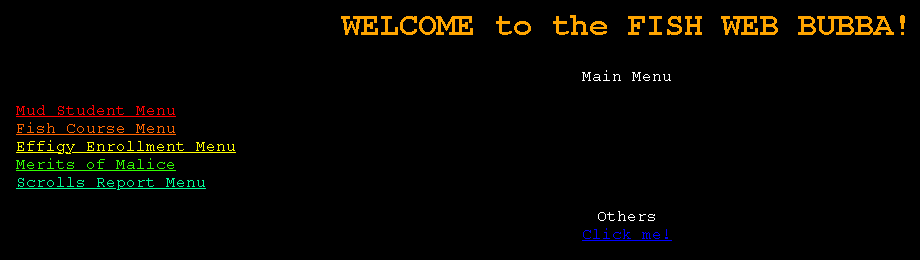 WELCOME to the FISH WEB BUBBA!
Main Menu
Mud Student Menu
Fish Course Menu
Effigy Enrollment Menu
Merits of Malice
Scrolls Report Menu
Others
Click me!